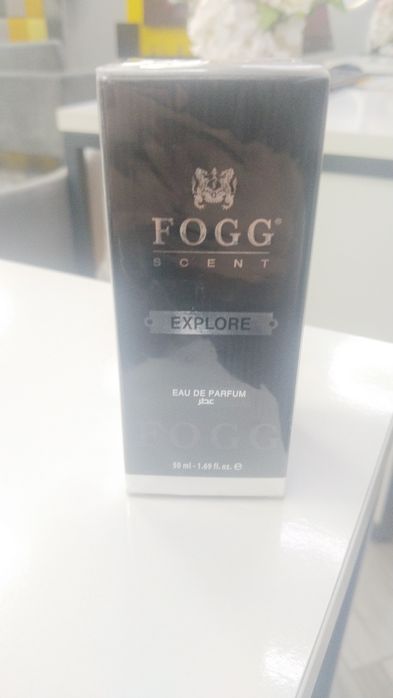 FOGG®
SCENT
EXPLORE
EAU DE PARFUM
عطر
FOGG
50 ml - 1.69 fl. oz. ℮